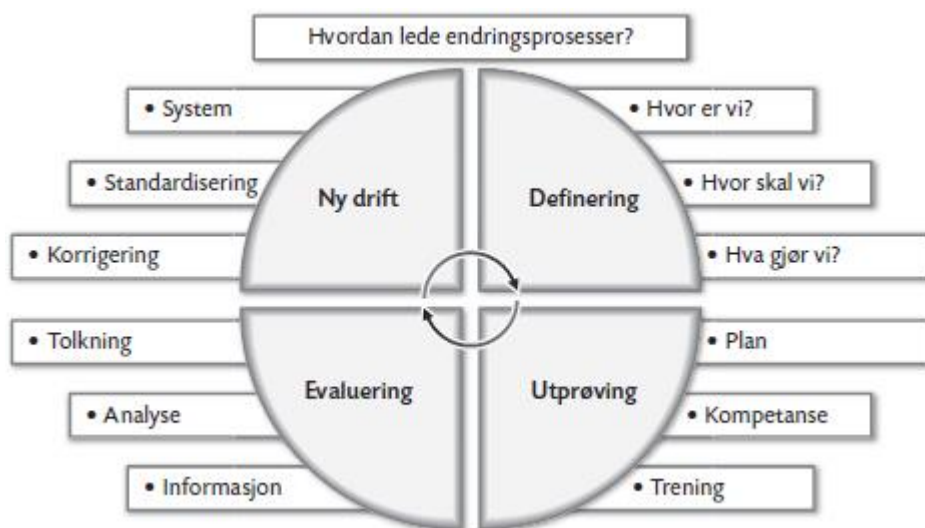 Hvordan lede endringsprosesser?
• System
• Standardisering
• Korrigering
Ny drift
Definering
• Hvor er vi?
• Hvor skal vi?
• Hva gjør vi?
• Tolkning
• Analyse
• Informasjon
Evaluering
Utprøving
• Plan
• Kompetanse
• Trening